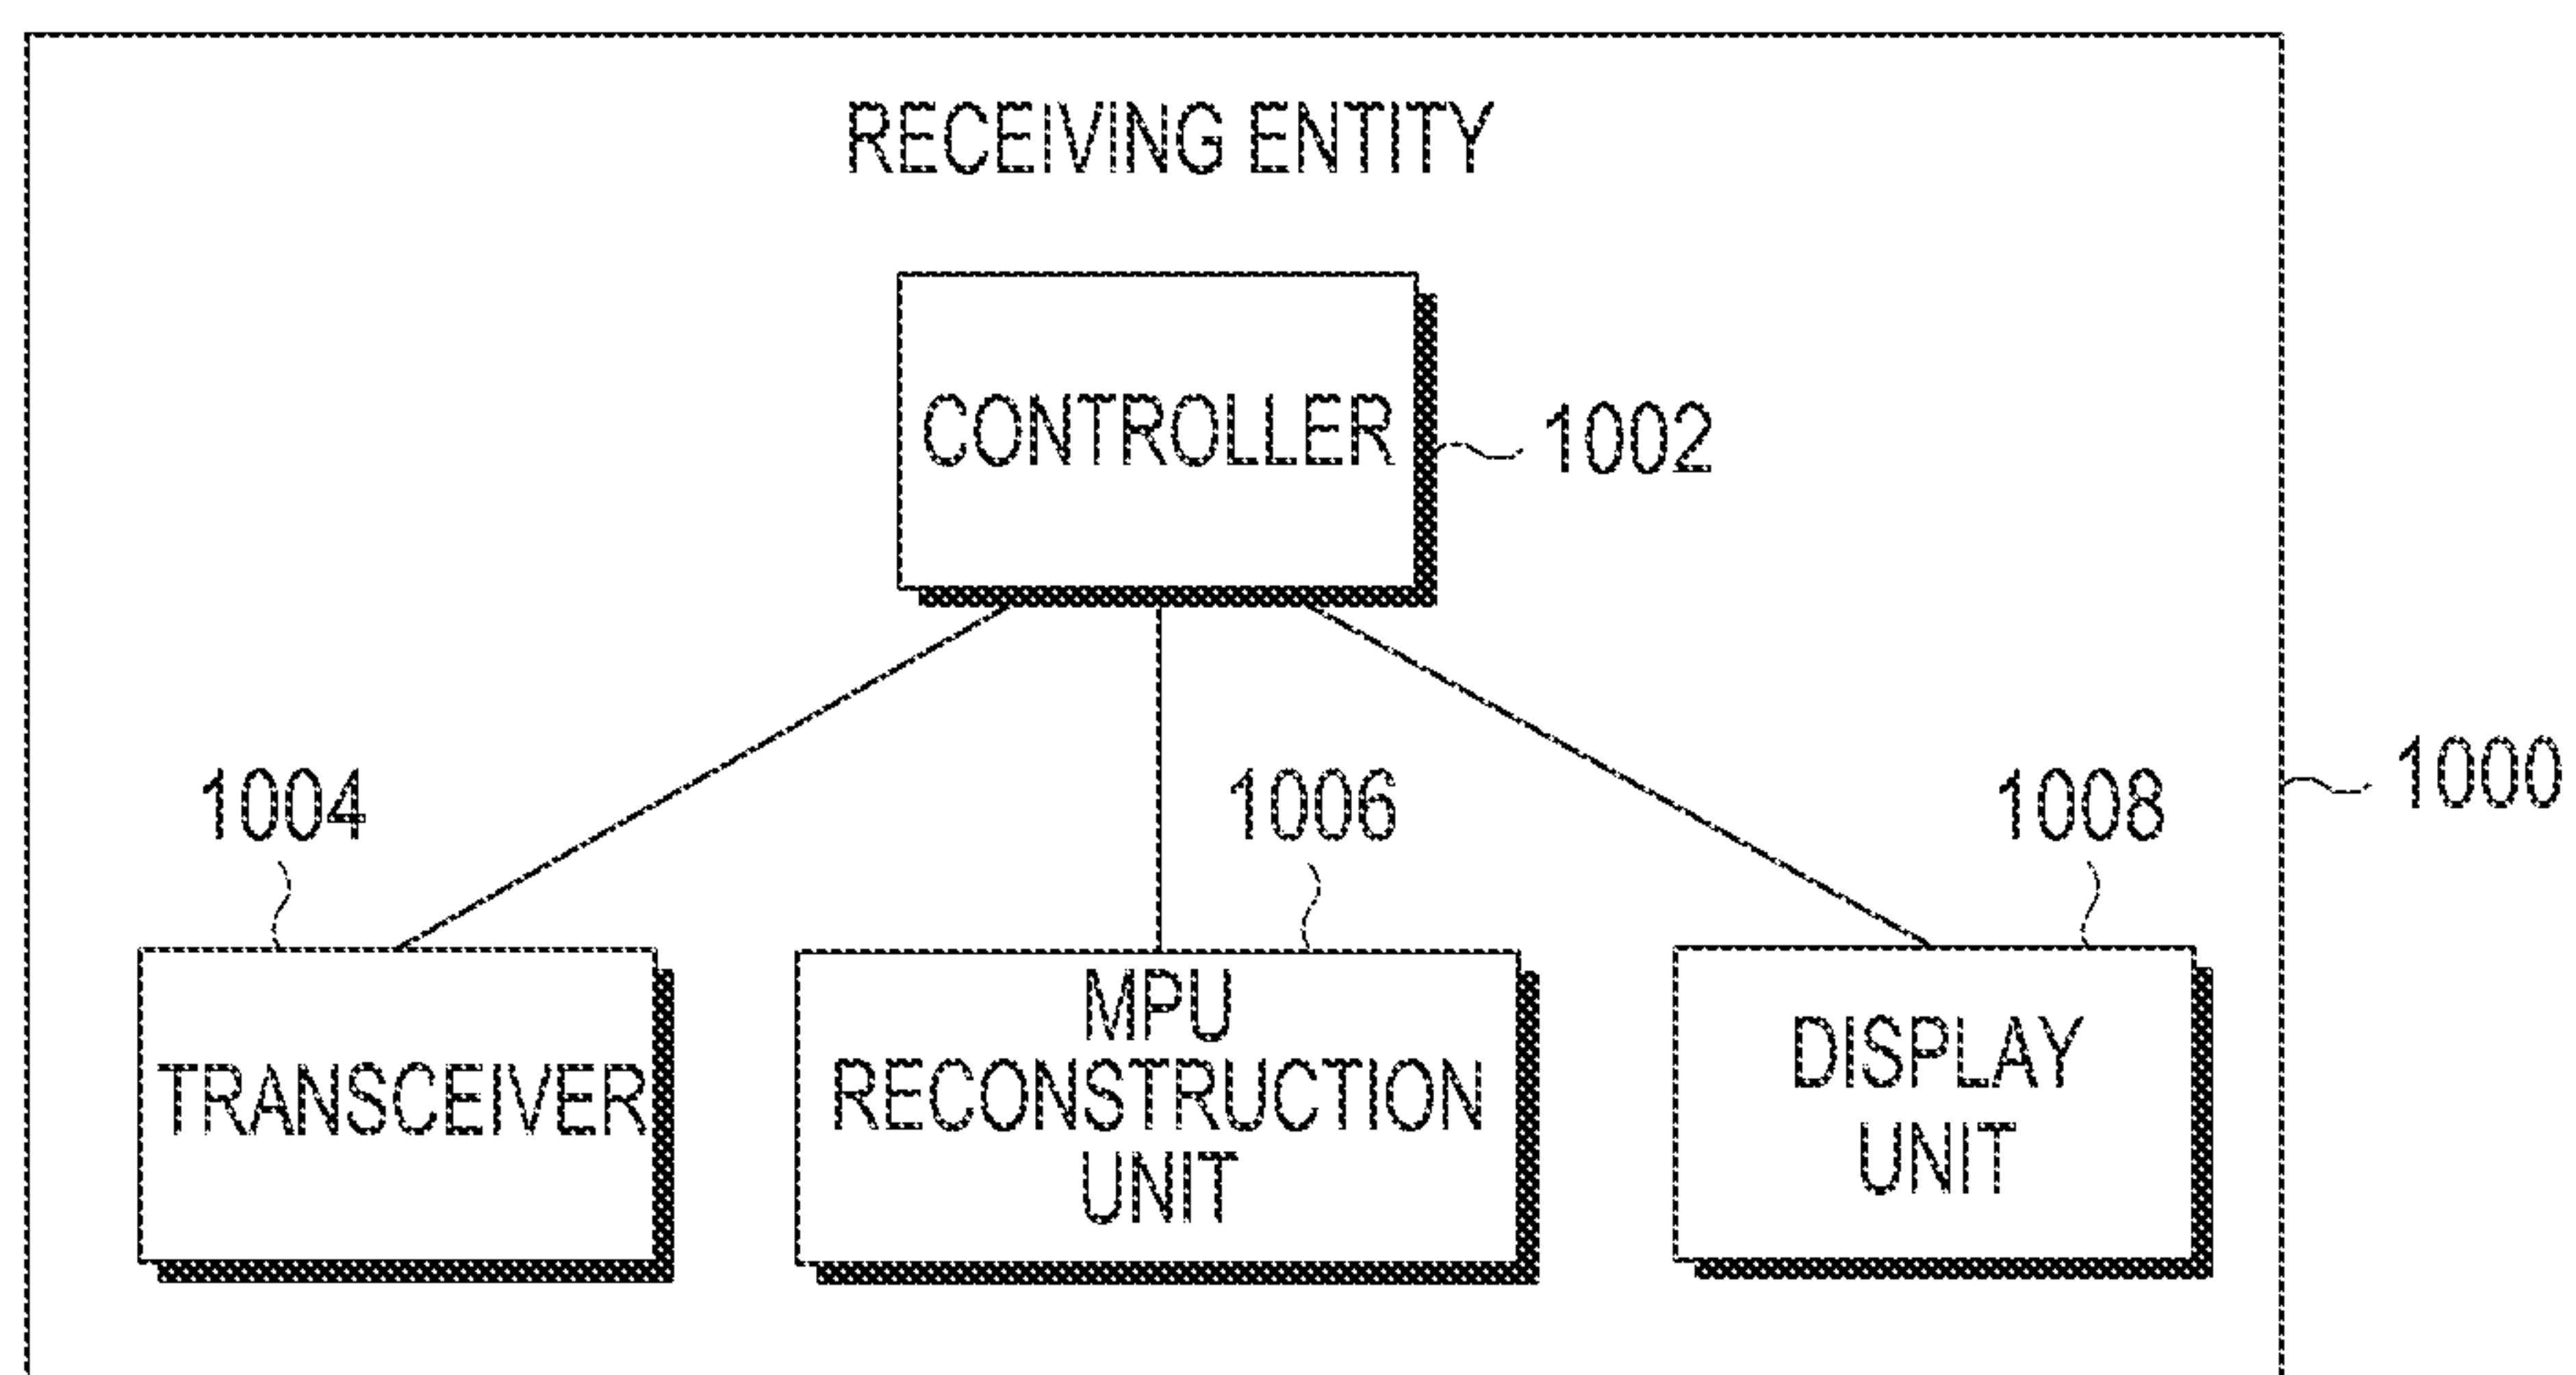 RECEIVING ENTITY
CONTROLLER
1002
1000
1004
1006
1008
TRANSCEIVER
MPU
RECONSTRUCTION
UNIT
DISPLAY
UNIT